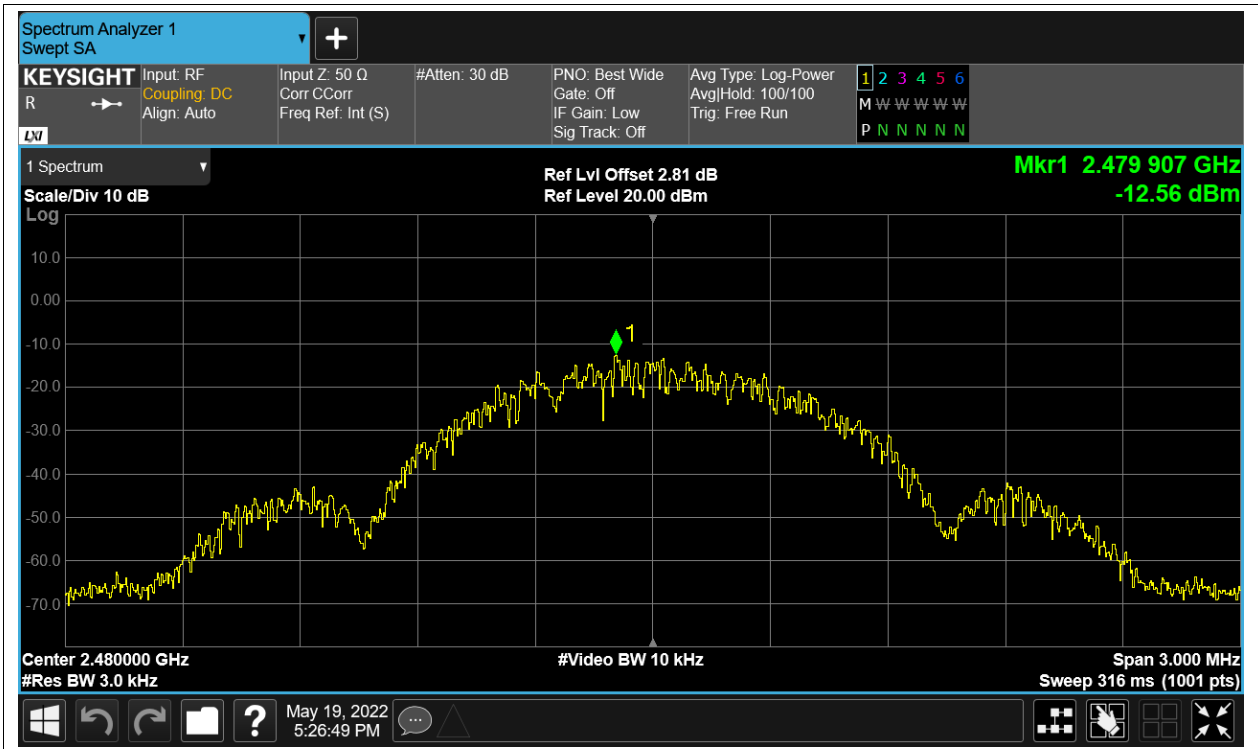 Spectrum Analyzer 1
Swept SA
KEYSIGHT
R
LXI
Input: RF
Coupling: DC
Align: Auto
Input Z: 50 Ω
Corr CCorr
Freq Ref: Int (S)
#Atten: 30 dB
PNO: Best Wide
Gate: Off
IF Gain: Low
Sig Track: Off
Avg Type: Log-Power
Avg|Hold: 100/100
Trig: Free Run
1 2 3 4 5 6
M W W W W W
P N N N N N
1 Spectrum
Scale/Div 10 dB
Log
Ref Lvl Offset 2.81 dB
Ref Level 20.00 dBm
Mkr1 2.479 907 GHz
-12.56 dBm
10.0
0.00
1
-10.0
-20.0
-30.0
-40.0
-50.0
-60.0
-70.0
Center 2.480000 GHz
#Video BW 10 kHz
Span 3.000 MHz
#Res BW 3.0 kHz
Sweep 316 ms (1001 pts)
?
May 19, 2022
5:26:49 PM